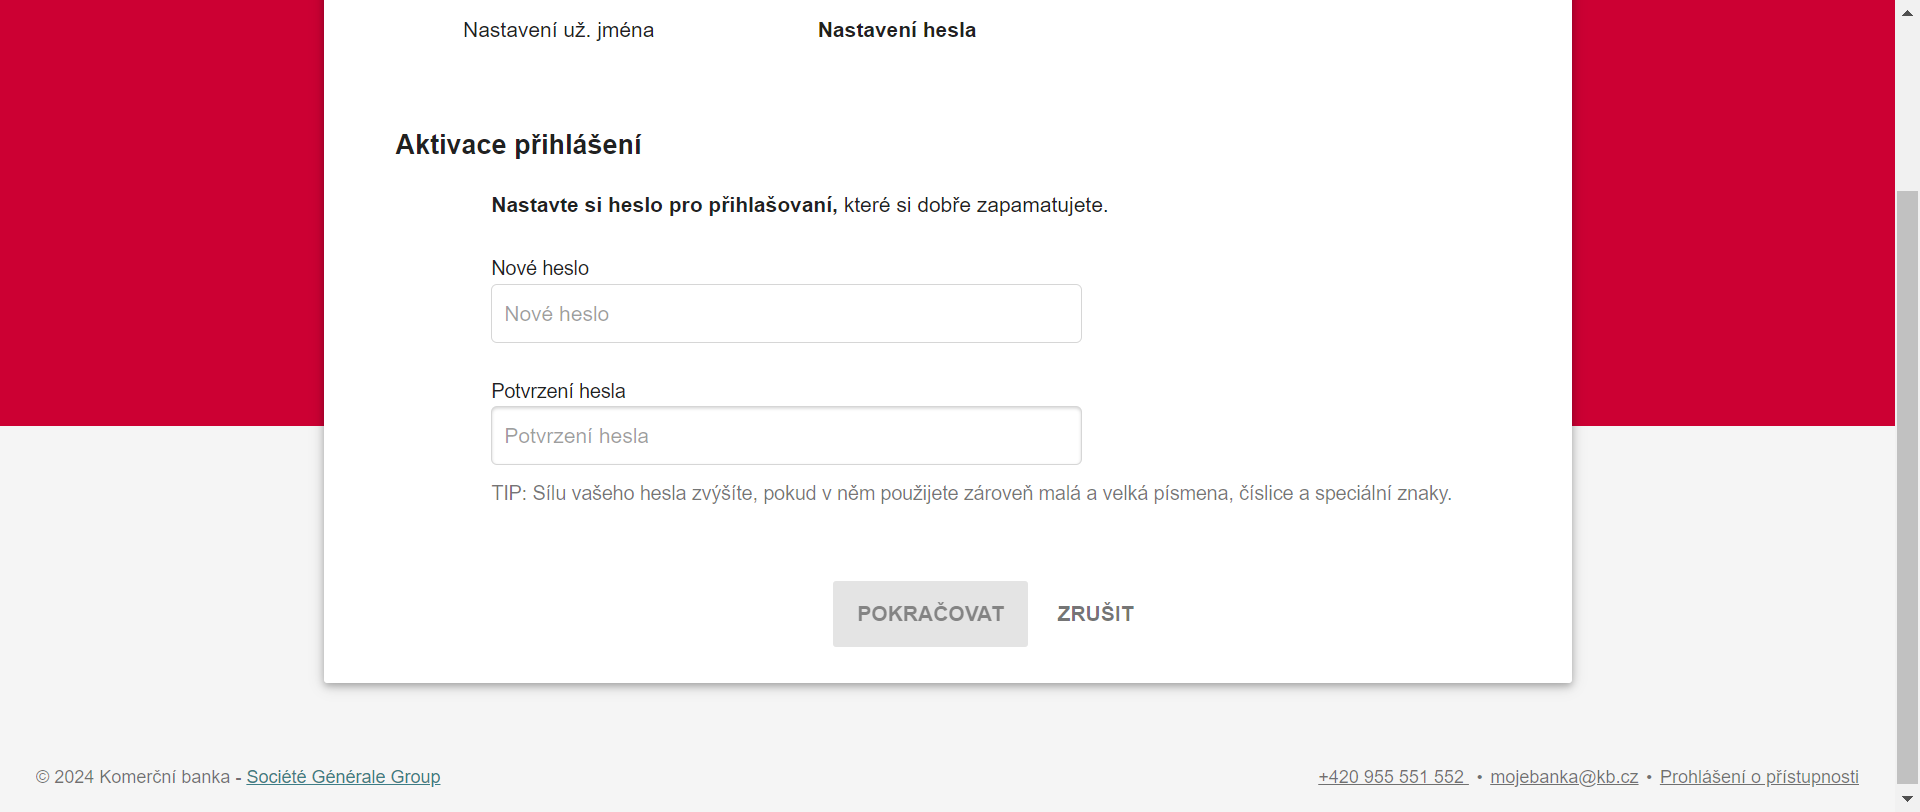 Nastavení už. jména
Nastavení hesla
Aktivace přihlášení
Nastavte si heslo pro přihlašovaní, které si dobře zapamatujete.
Nové heslo
Nové heslo
Potvrzení hesla
Potvrzení hesla
TIP: Sílu vašeho hesla zvýšíte, pokud v něm použijete zároveň malá a velká písmena, číslice a speciální znaky.
POKRAČOVAT
ZRUŠIT
© 2024 Komerční banka - Société Générale Group
+420 955 551 552 • mojebanka@kb.cz • Prohlášení o přístupnosti